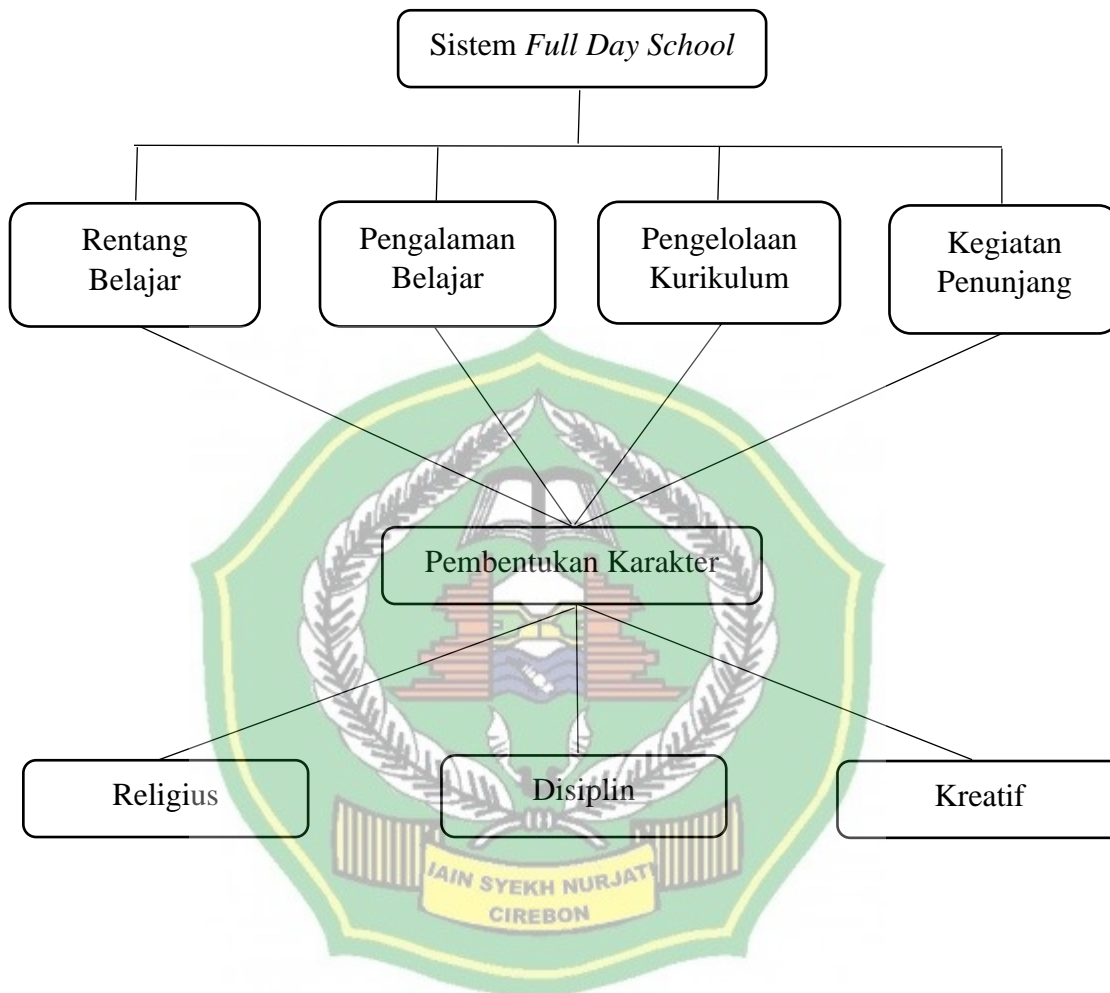 Sistem Full Day School
Rentang
Belajar
Pengalaman
Belajar
Pengelolaan
Kurikulum
Kegiatan
Penunjang
Pembentukan Karakter
Religius
Disiplin
Kreatif
IAIN SYEKH NURJATI
CIREBON